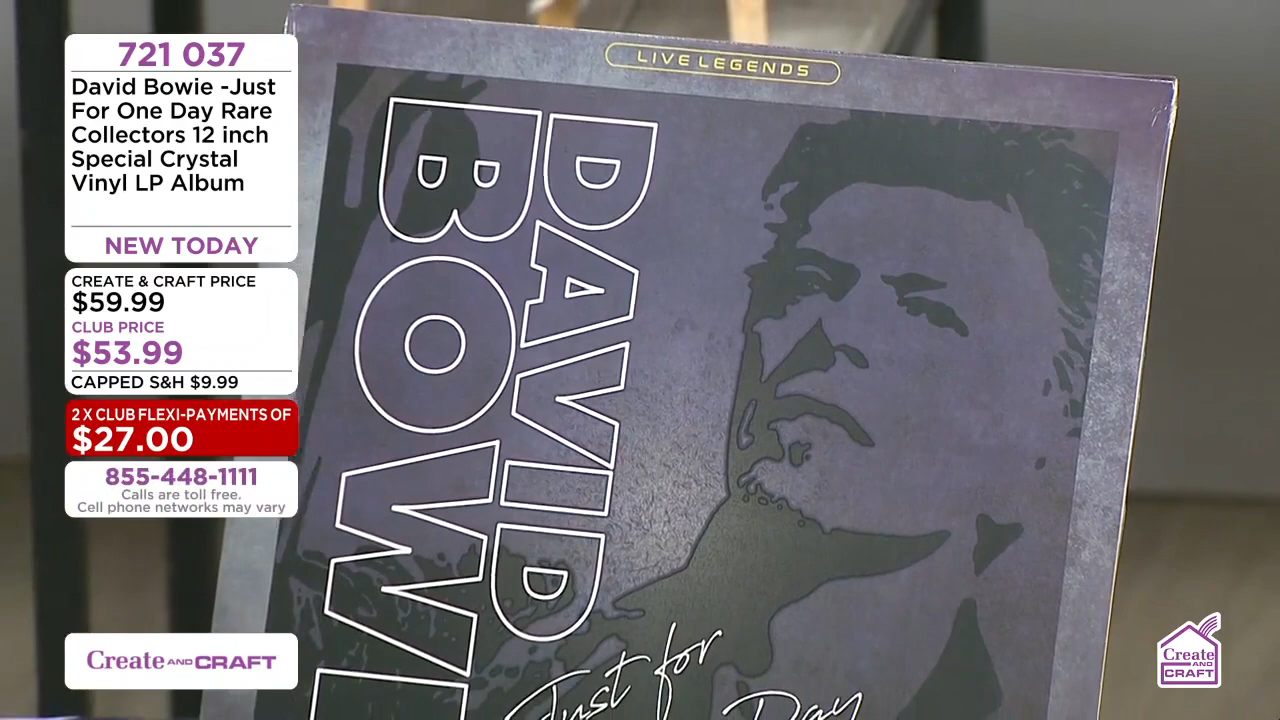 721 037
David Bowie -Just
For One Day Rare
Collectors 12 inch
Special Crystal
Vinyl LP Album
NEW TODAY
CREATE & CRAFT PRICE
$59.99
CLUB PRICE
$53.99
CAPPED S&H $9.99
2 X CLUB FLEXI-PAYMENTS OF
$27.00
855-448-1111
Calls are toll free.
Cell phone networks may vary
Create AND CRAFT
LIVE LEGENDS
DAVID
Just for
Day
Create
AND
CRAFT